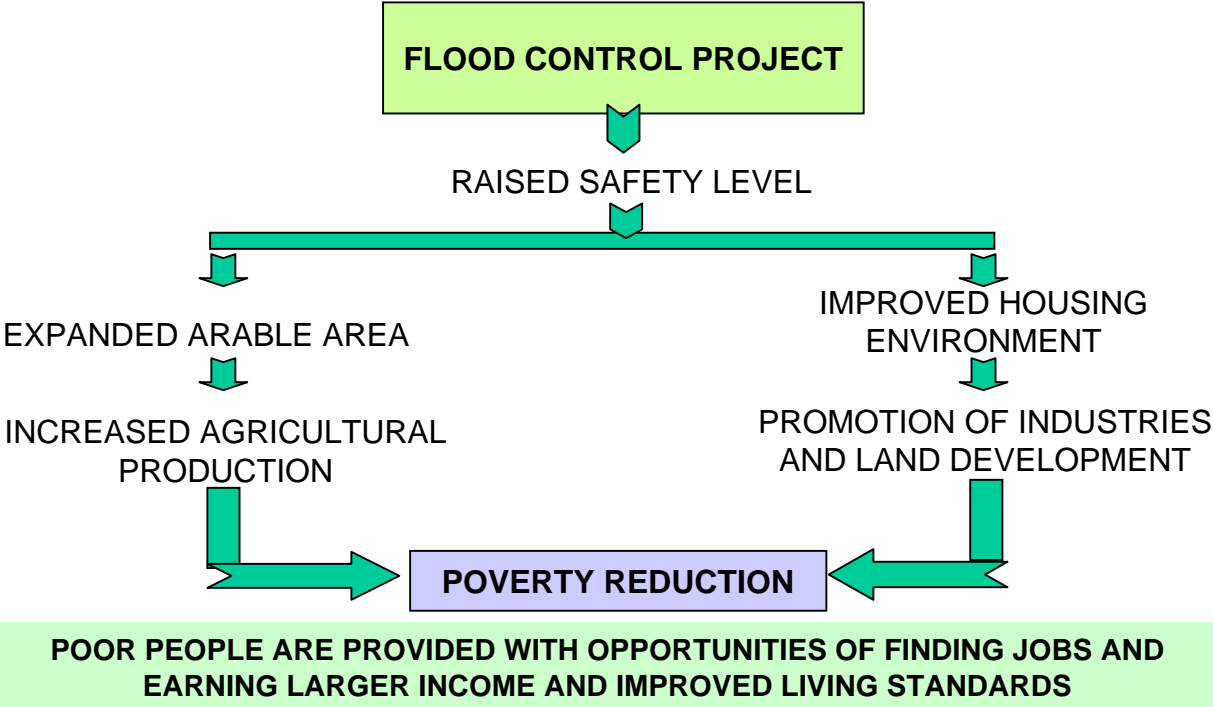 FLOOD CONTROL PROJECT
RAISED SAFETY LEVEL
EXPANDED ARABLE AREA
INCREASED AGRICULTURAL
PRODUCTION
IMPROVED HOUSING
ENVIRONMENT
PROMOTION OF INDUSTRIES
AND LAND DEVELOPMENT
POVERTY REDUCTION
POOR PEOPLE ARE PROVIDED WITH OPPORTUNITIES OF FINDING JOBS AND
EARNING LARGER INCOME AND IMPROVED LIVING STANDARDS